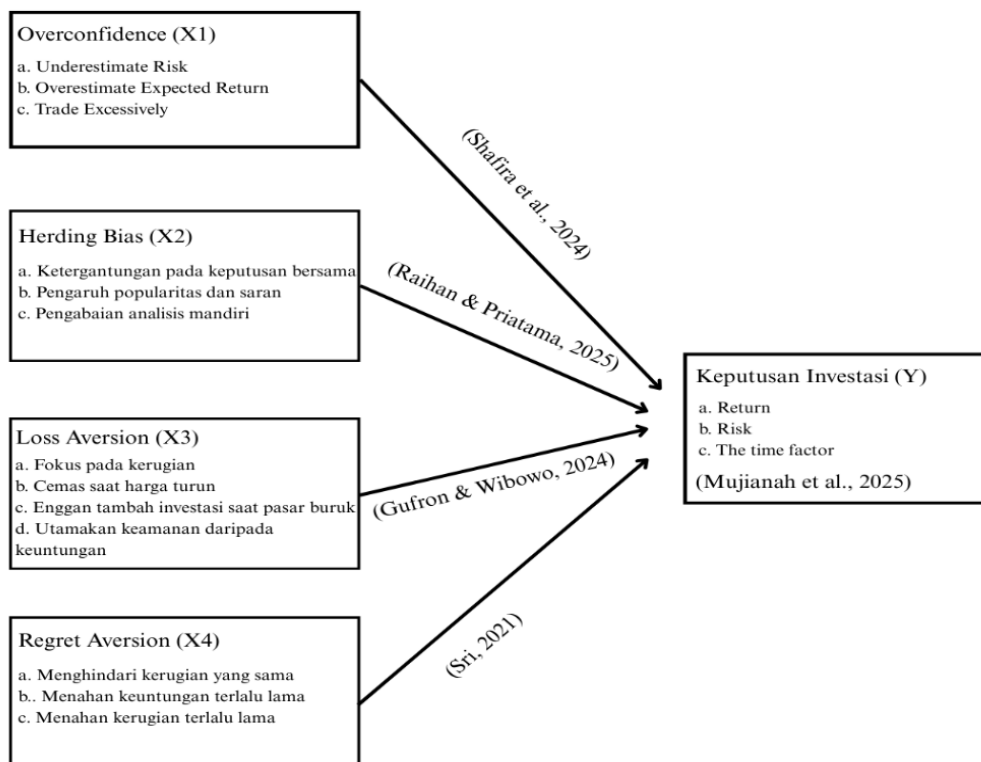 Overconfidence (X1)
a. Underestimate Risk
b. Overestimate Expected Return
c. Trade Excessively
(Shafira et al., 2024)
Herding Bias (X2)
a. Ketergantungan pada keputusan bersama
b. Pengaruh popularitas dan saran
c. Pengabaian analisis mandiri
(Raihan & Priatama, 2025)
Loss Aversion (X3)
a. Fokus pada kerugian
b. Cemas saat harga turun
c. Enggan tambah investasi saat pasar buruk
d. Utamakan keamanan daripada
keuntungan
(Gufron & Wibowo, 2024)
Regret Aversion (X4)
a. Menghindari kerugian yang sama
b.. Menahan keuntungan terlalu lama
c. Menahan kerugian terlalu lama
(Sri, 2021)
Keputusan Investasi (Y)
a. Return
b. Risk
c. The time factor
(Mujianah et al., 2025)